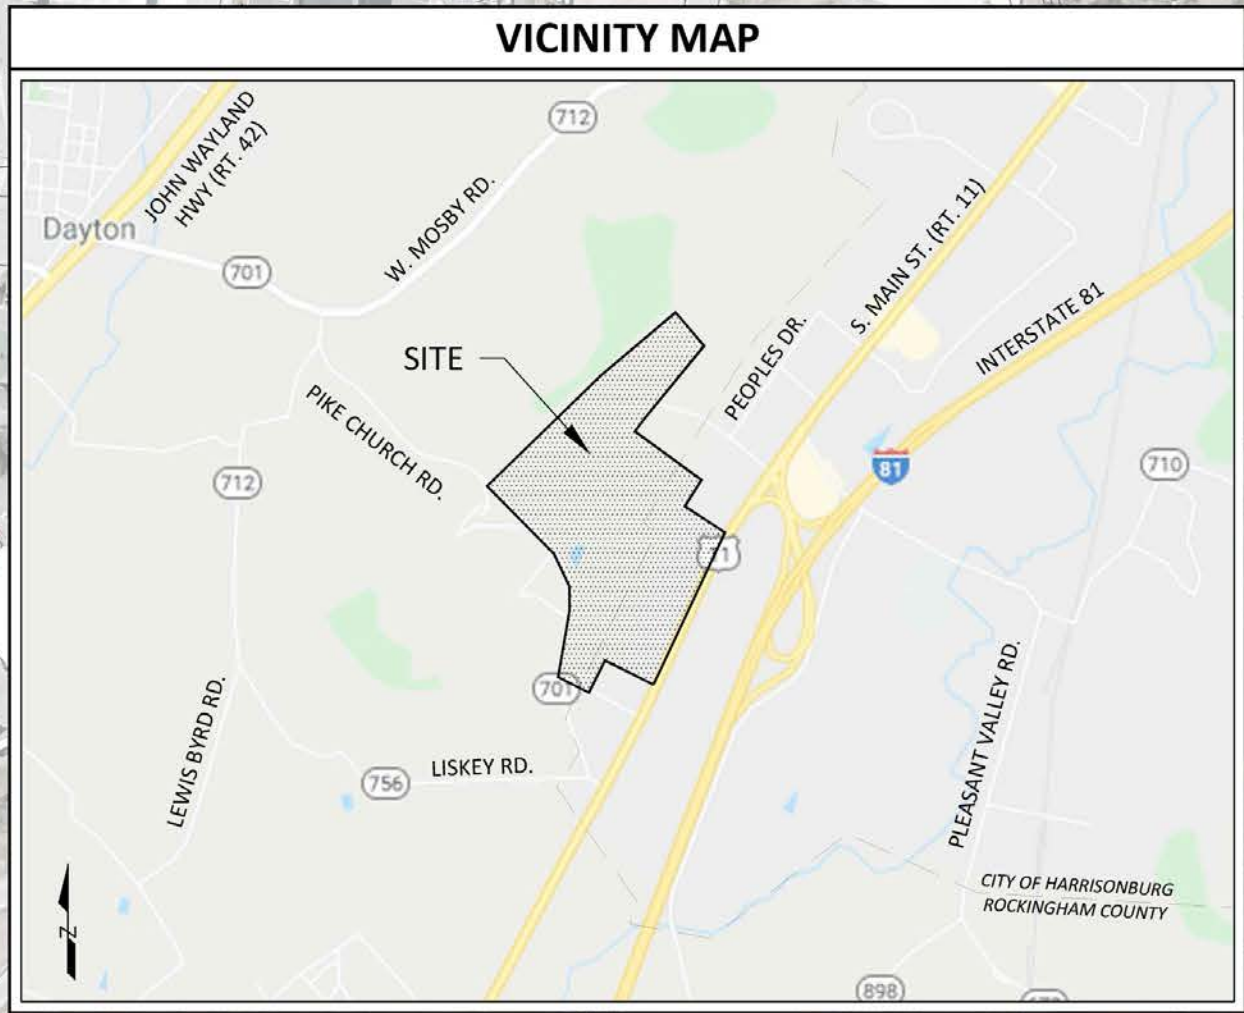 VICINITY MAP
JOHN WAYLAND
HWY (RT. 42)
712
Dayton
W. MOSBY RD.
701
S. MAIN ST. (RT. 11)
INTERSTATE 81
PEOPLES DR.
SITE
PIKE CHURCH RD.
81
710
712
11
701
PLEASANT VALLEY RD.
LEWIS BYRD RD.
LISKEY RD.
756
CITY OF HARRISONBURG
ROCKINGHAM COUNTY
N
898